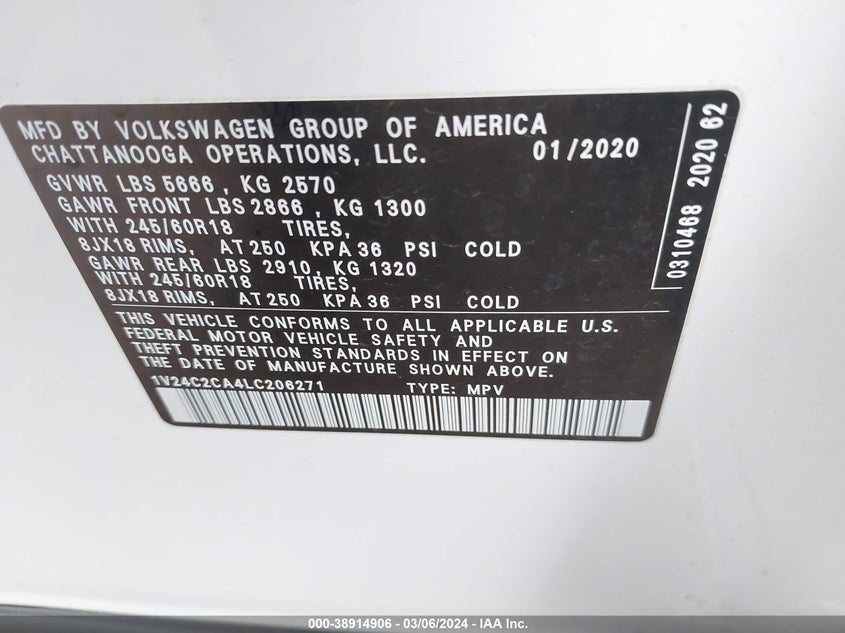 MFD BY VOLKSWAGEN GROUP OF AMERICA
CHATTANOOGA OPERATIONS, LLC. 01/2020
GVWR LBS 5666 , KG 2570
GAWR FRONT LBS 2866 , KG 1300
WITH 245/60R18 TIRES,
8JX18 RIMS, AT 250 KPA 36 PSI COLD
GAWR REAR LBS 2910, KG 1320
WITH 245/60R18 TIRES,
8JX18 RIMS, AT 250 KPA 36 PSI COLD
THIS VEHICLE CONFORMS TO ALL APPLICABLE U.S.
FEDERAL MOTOR VEHICLE SAFETY AND
THEFT PREVENTION STANDARDS IN EFFECT ON
THE DATE OF MANUFACTURE SHOWN ABOVE.
1V24C2CA4LC206271 TYPE: MPV
0310468 2020 62
000-38914906 - 03/06/2024 - IAA Inc.